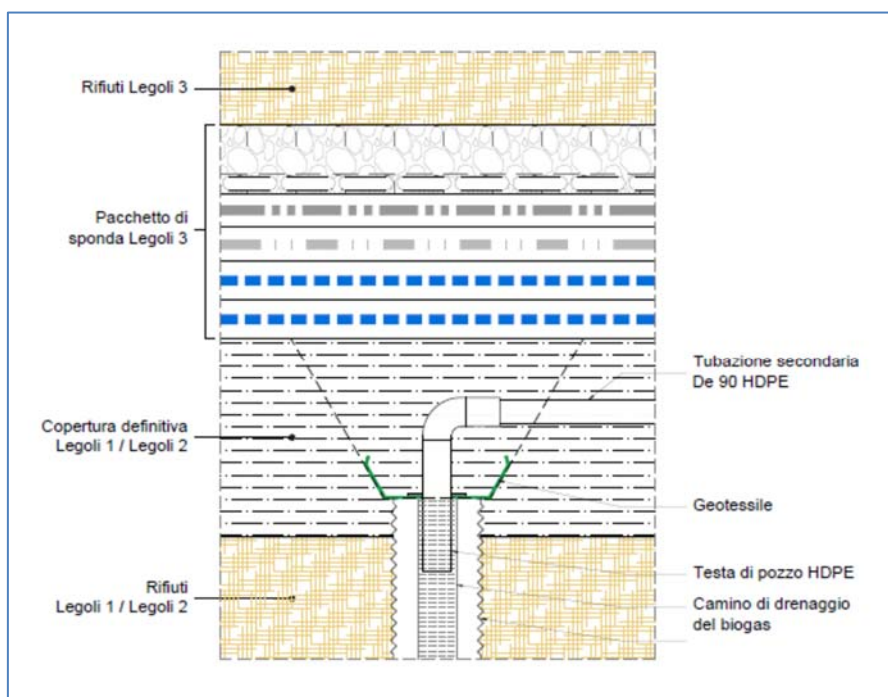 Rifiuti Legoli 3
Pacchetto di
sponda Legoli 3
Tubazione secondaria
De 90 HDPE
Copertura definitiva
Legoli 1 / Legoli 2
Geotessile
Testa di pozzo HDPE
Rifiuti
Legoli 1 / Legoli 2
Camino di drenaggio
del biogas